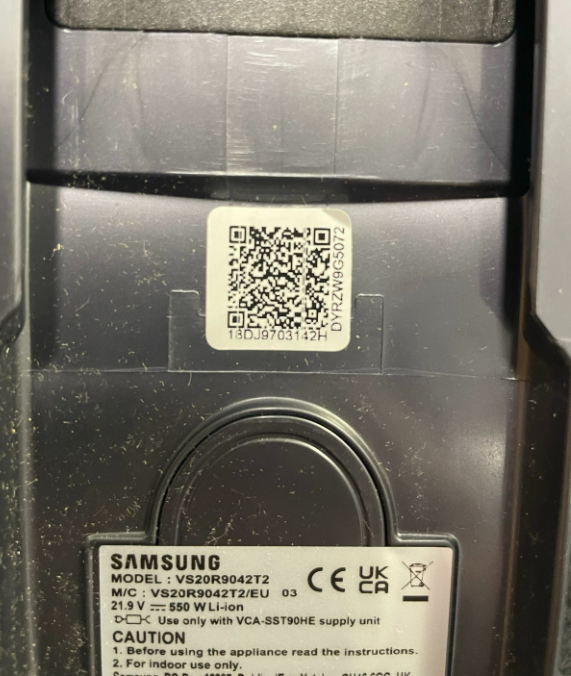 DYRZW9G5072
1BDJ9703142H
SAMSUNG
MODEL : VS20R9042T2
M/C : VS20R9042T2/EU 03
CE UK CA
21.9 V 550 W Li-ion
Use only with VCA-SST90HE supply unit
CAUTION
1. Before using the appliance read the instructions.
2. For indoor use only.